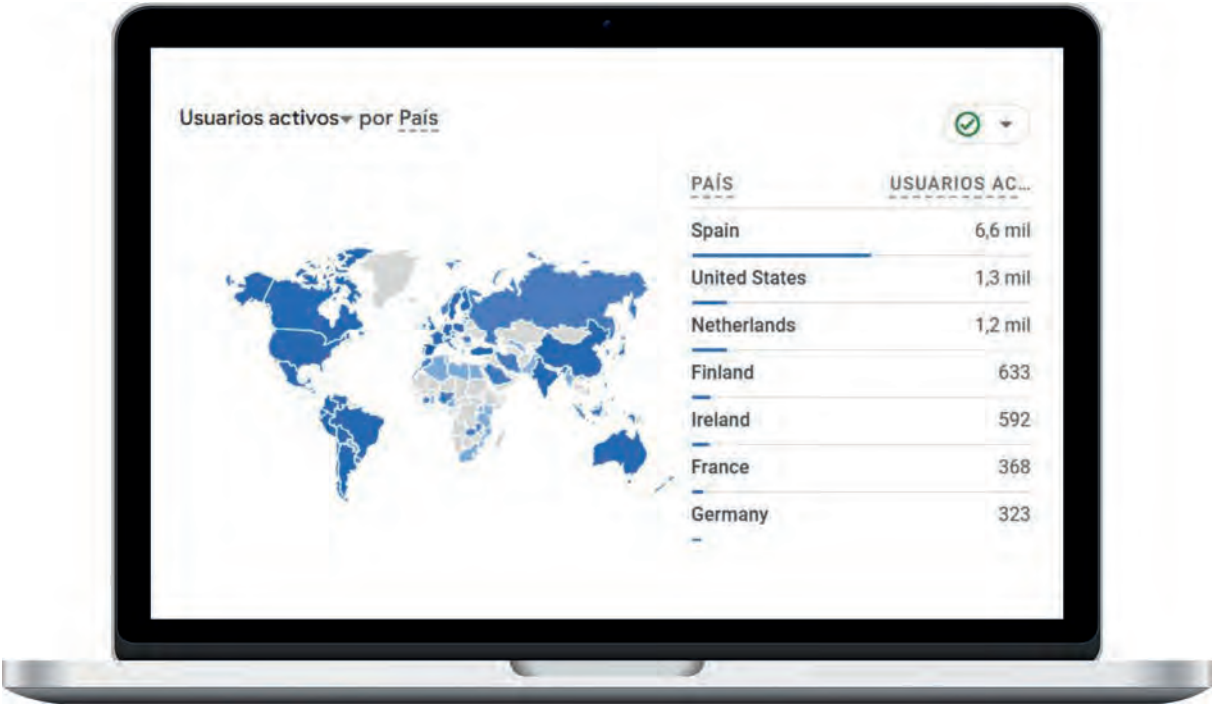 Usuarios activos por País
PAÍS USUARIOS AC...
Spain 6,6 mil
United States 1,3 mil
Netherlands 1,2 mil
Finland 633
Ireland 592
France 368
Germany 323